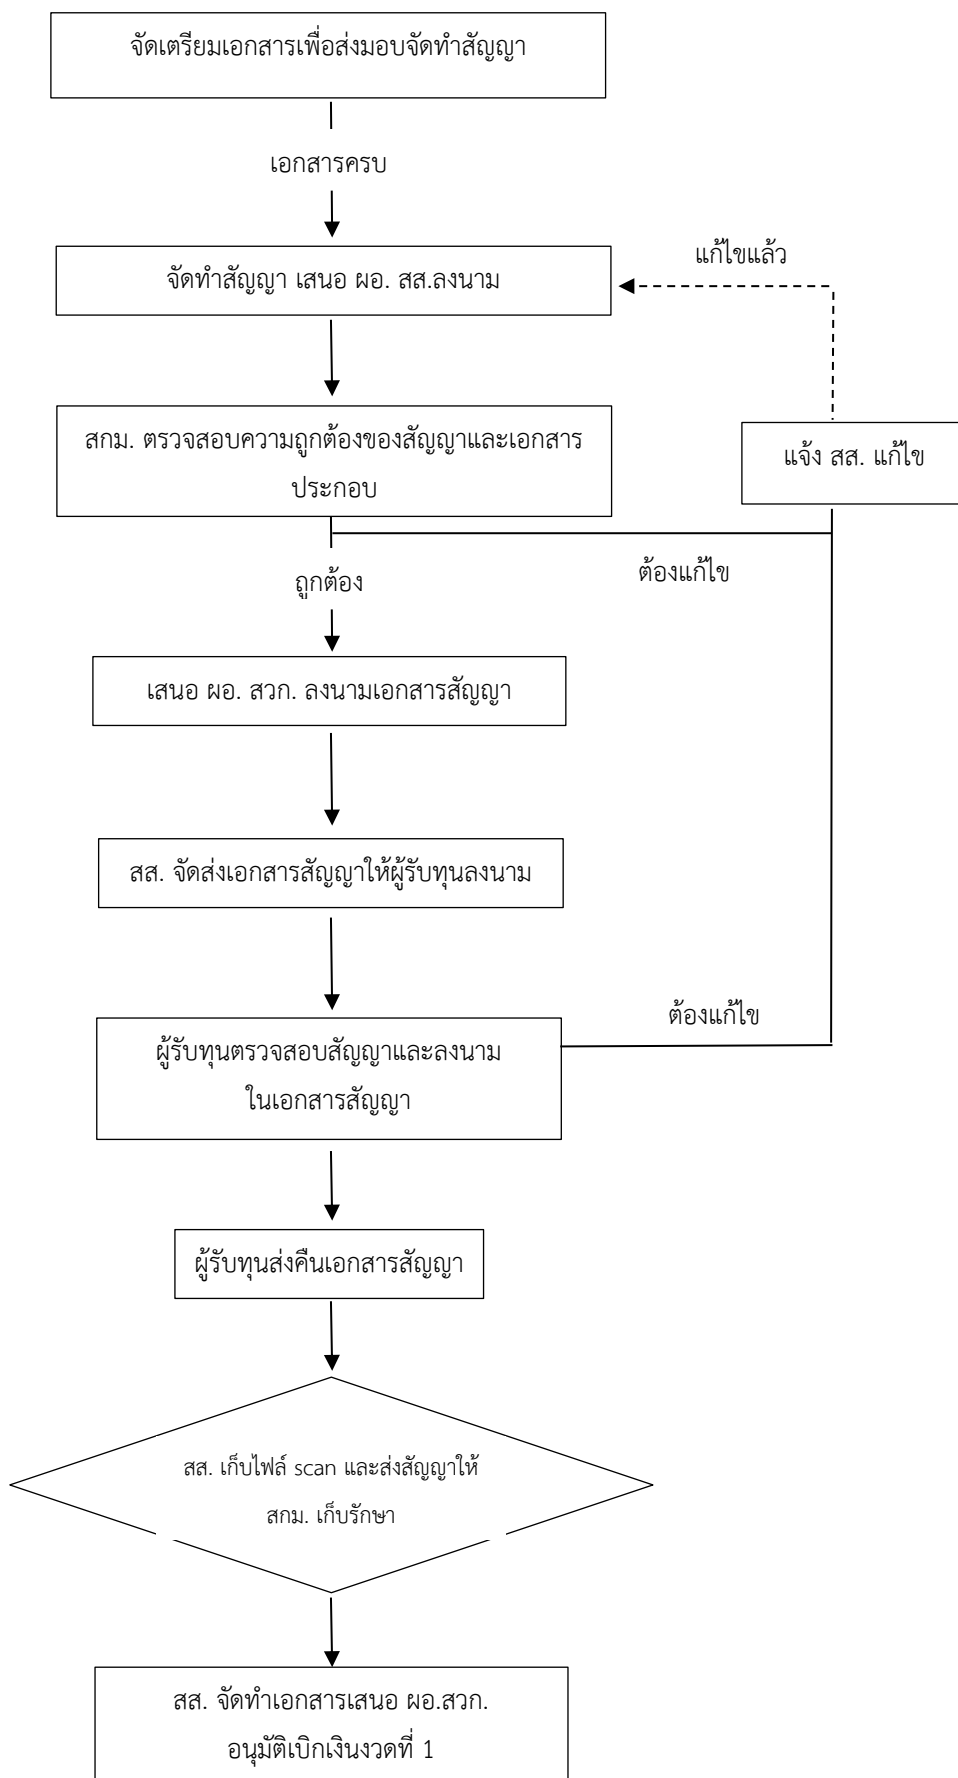 จัดเตรียมเอกสารเพื่อส่งมอบจัดทำสัญญา
เอกสารครบ
แก้ไขแล้ว
จัดทำสัญญา เสนอ ผอ. สส.ลงนาม
สกม. ตรวจสอบความถูกต้องของสัญญาและเอกสาร
ประกอบ
แจ้ง สส. แก้ไข
ต้องแก้ไข
ถูกต้อง
เสนอ ผอ. สวก. ลงนามเอกสารสัญญา
สส. จัดส่งเอกสารสัญญาให้ผู้รับทุนลงนาม
ต้องแก้ไข
ผู้รับทุนตรวจสอบสัญญาและลงนาม
ในเอกสารสัญญา
ผู้รับทุนส่งคืนเอกสารสัญญา
สส. เก็บไฟล์ scan และส่งสัญญาให้
สกม. เก็บรักษา
สส. จัดทำเอกสารเสนอ ผอ.สวก.
อนุมัติเบิกเงินงวดที่ 1